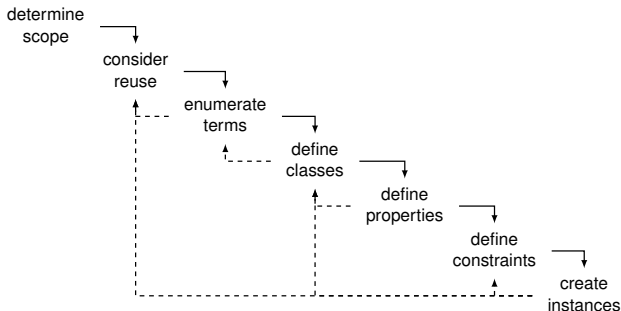 determine
scope
consider
reuse
enumerate
terms
define
classes
define
properties
define
constraints
create
instances